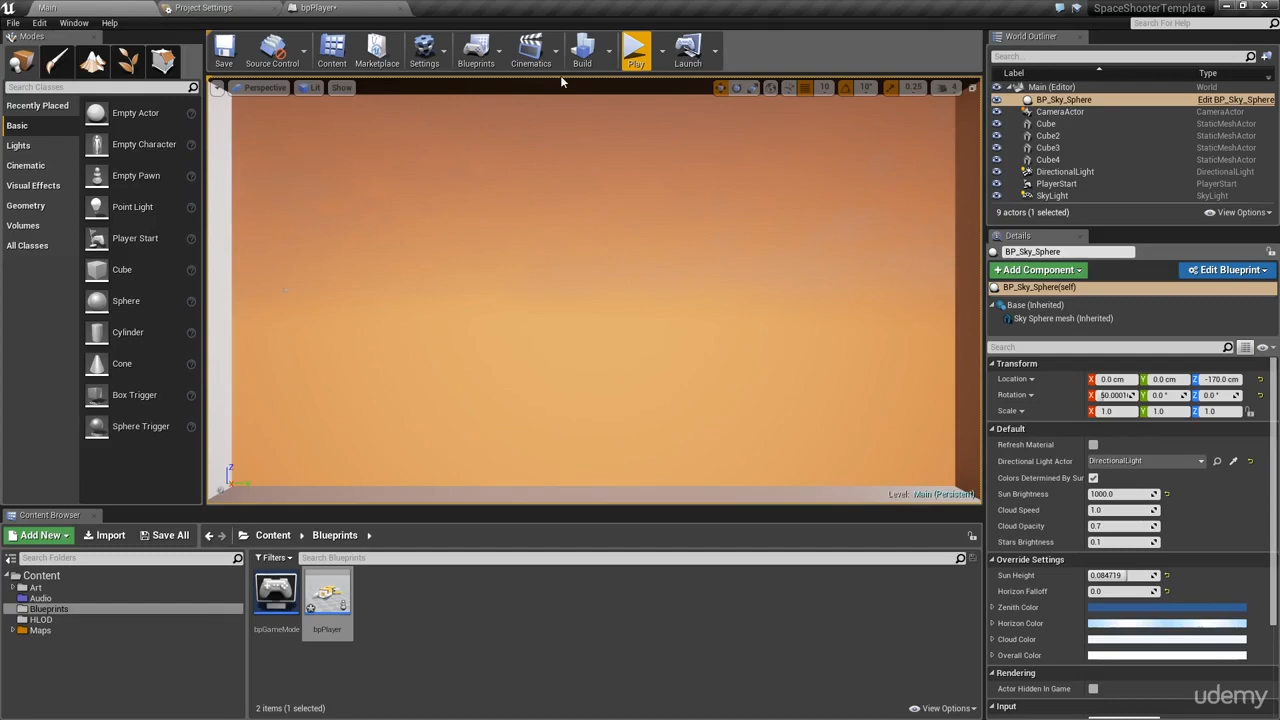 Main
Project Settings
bpPlayer*
SpaceShooterTemplate
File Edit Window Help
Search For Help
Modes
Save
Source Control
Content
Marketplace
Settings
Blueprints
Cinematics
Build
Play
Launch
World Outliner
Search Classes
Perspective
Lit
Show
10
10°
0.25
4
Search...
Label
Type
Recently Placed
Basic
Lights
Cinematic
Visual Effects
Geometry
Volumes
All Classes
Empty Actor
Empty Character
Empty Pawn
Point Light
Player Start
Cube
Sphere
Cylinder
Cone
Box Trigger
Sphere Trigger
Main (Editor) World
BP_Sky_Sphere Edit BP_Sky_Sphere
CameraActor CameraActor
Cube StaticMeshActor
Cube2 StaticMeshActor
Cube3 StaticMeshActor
Cube4 StaticMeshActor
DirectionalLight DirectionalLight
PlayerStart PlayerStart
SkyLight SkyLight
9 actors (1 selected)
View Options
Details
BP_Sky_Sphere
+ Add Component
Edit Blueprint
BP_Sky_Sphere(self)
Base (Inherited)
Sky Sphere mesh (Inherited)
Search
Transform
Location X 0.0 cm Y 0.0 cm Z -170.0 cm
Rotation X Y 0.0 ° Z 0.0 °
Scale X 1.0 Y 1.0 Z 1.0
Default
Refresh Material
Directional Light Actor DirectionalLight
Colors Determined By Sur
Sun Brightness 1000.0
Cloud Speed 1.0
Cloud Opacity 0.7
Stars Brightness 0.1
Override Settings
Sun Height 0.084719
Horizon Falloff 0.0
Zenith Color
Horizon Color
Cloud Color
Overall Color
Rendering
Actor Hidden In Game
Input
Z
X
Level: Main (Persistent)
Content Browser
Add New
Import
Save All
Content
Blueprints
Search Folders
Filters
Search Blueprints
Content
Art
Audio
Blueprints
HLOD
Maps
bpGameMode
bpPlayer
2 items (1 selected)
View Options
udemy